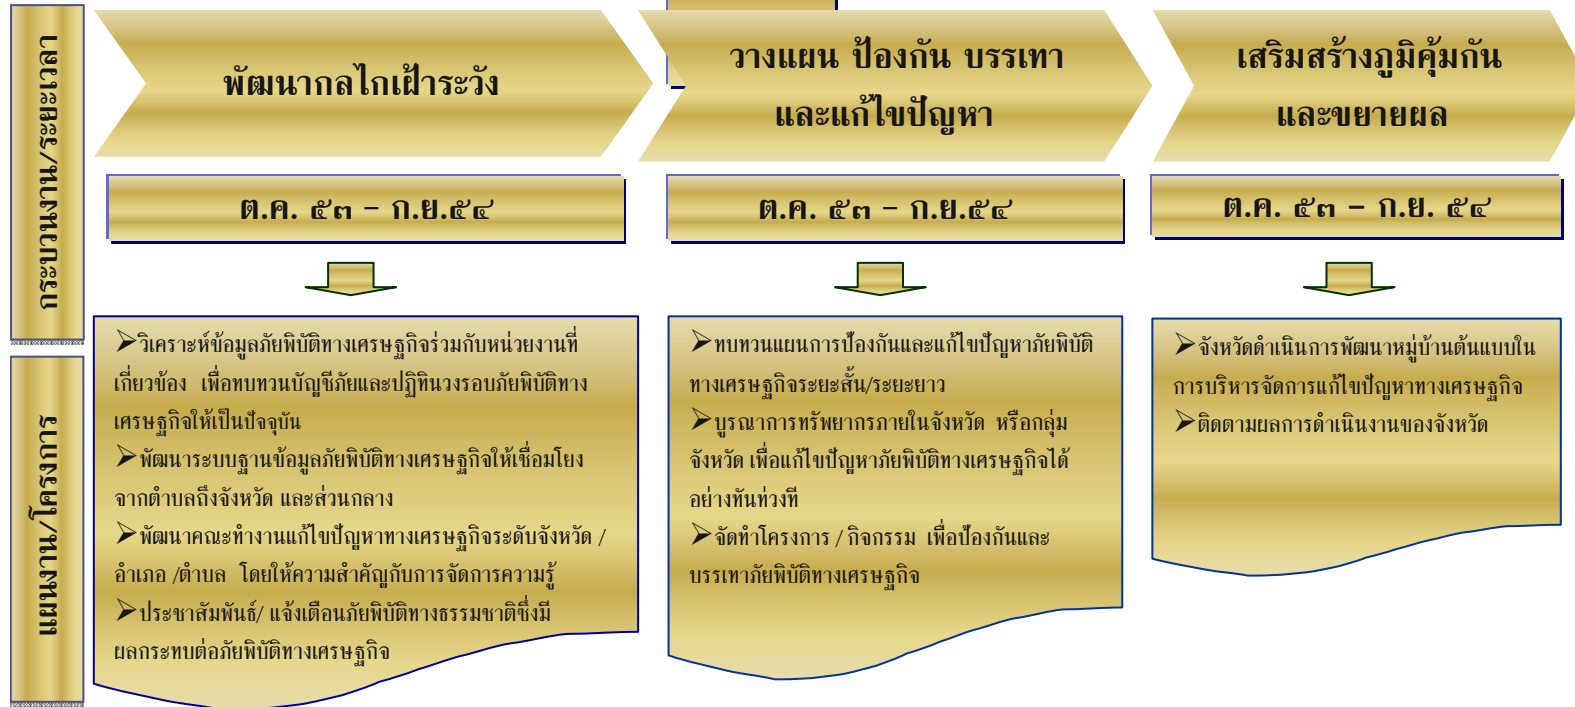 กระบวนงาน/ระยะเวลา
พัฒนากลไกเฝ้าระวัง
วางแผน ป้องกัน บรรเทา
และแก้ไขปัญหา
เสริมสร้างภูมิคุ้มกัน
และขยายผล
ต.ค. ๕๓ – ก.ย.๕๔
ต.ค. ๕๓ – ก.ย.๕๔
ต.ค. ๕๓ – ก.ย. ๕๔
แผนงาน/โครงการ
➢วิเคราะห์ข้อมูลภัยพิบัติทางเศรษฐกิจร่วมกับหน่วยงานที่
เกี่ยวข้อง เพื่อทบทวนบัญชีภัยและปฏิทินวงรอบภัยพิบัติทาง
เศรษฐกิจให้เป็นปัจจุบัน
➢พัฒนาระบบฐานข้อมูลภัยพิบัติทางเศรษฐกิจให้เชื่อมโยง
จากตำบลถึงจังหวัด และส่วนกลาง
➢พัฒนาคณะทำงานแก้ไขปัญหาทางเศรษฐกิจระดับจังหวัด /
อำเภอ /ตำบล โดยให้ความสำคัญกับการจัดการความรู้
➢ประชาสัมพันธ์/ แจ้งเตือนภัยพิบัติทางธรรมชาติซึ่งมี
ผลกระทบต่อภัยพิบัติทางเศรษฐกิจ
➢ทบทวนแผนการป้องกันและแก้ไขปัญหาภัยพิบัติ
ทางเศรษฐกิจระยะสั้น/ระยะยาว
➢บูรณาการทรัพยากรภายในจังหวัด หรือกลุ่ม
จังหวัด เพื่อแก้ไขปัญหาภัยพิบัติทางเศรษฐกิจได้
อย่างทันท่วงที
➢จัดทำโครงการ / กิจกรรม เพื่อป้องกันและ
บรรเทาภัยพิบัติทางเศรษฐกิจ
➢จังหวัดดำเนินการพัฒนาหมู่บ้านต้นแบบใน
การบริหารจัดการแก้ไขปัญหาทางเศรษฐกิจ
➢ติดตามผลการดำเนินงานของจังหวัด